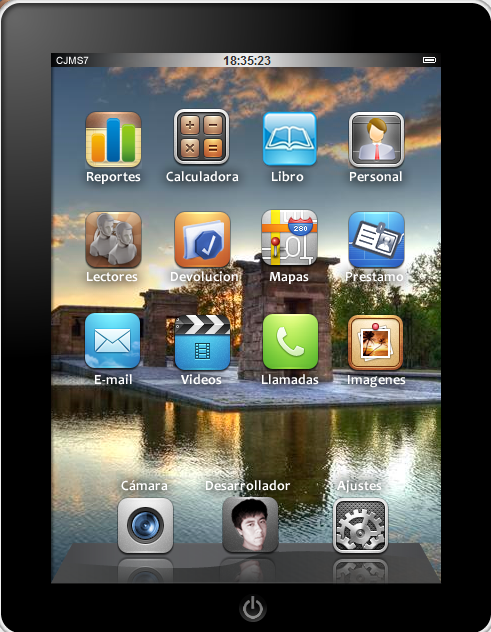 CJMS7 18:35:23
Reportes Calculadora Libro Personal
280
Lectores Devolucion Mapas Prestamo
E-mail Videos Llamadas Imagenes
Cámara Desarrollador Ajustes